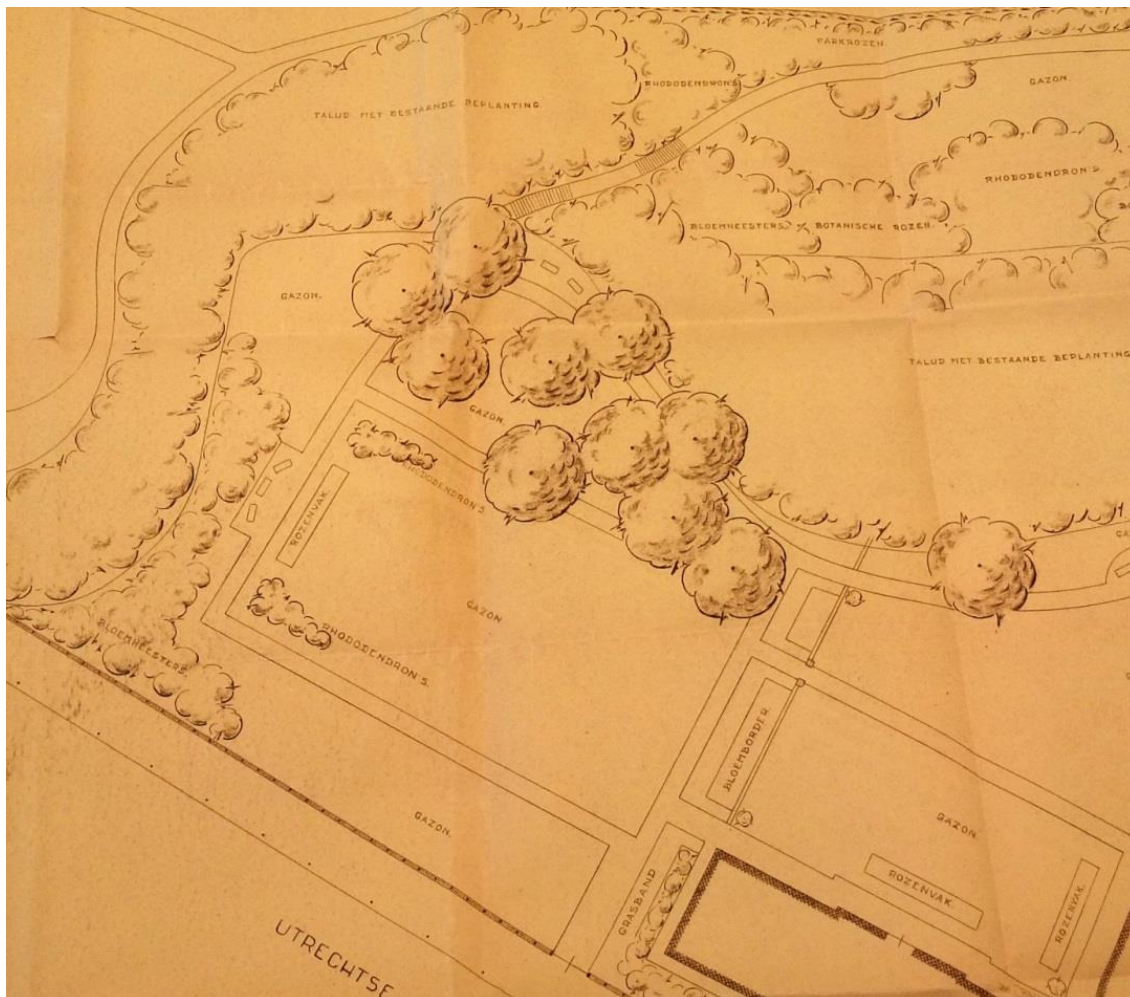 PARKROZEN
RHODODENDRON'S
GAZON.
TALUD MET BESTAANDE BEPLANTING.
RHODODENDRON'S
BLOEMHEESTERS
BOTANISCHE ROZEN.
GAZON.
TALUD MET BESTAANDE BEPLANTING
GAZON.
RHODODENDRON'S
ROZENVAK.
GAZON
RHODODENDRON'S.
BLOEMHEESTERS
BLOEMBORDER.
GAZON.
GAZON.
GRASBAND
ROZENVAK.
ROZENVAK.
UTRECHTSE